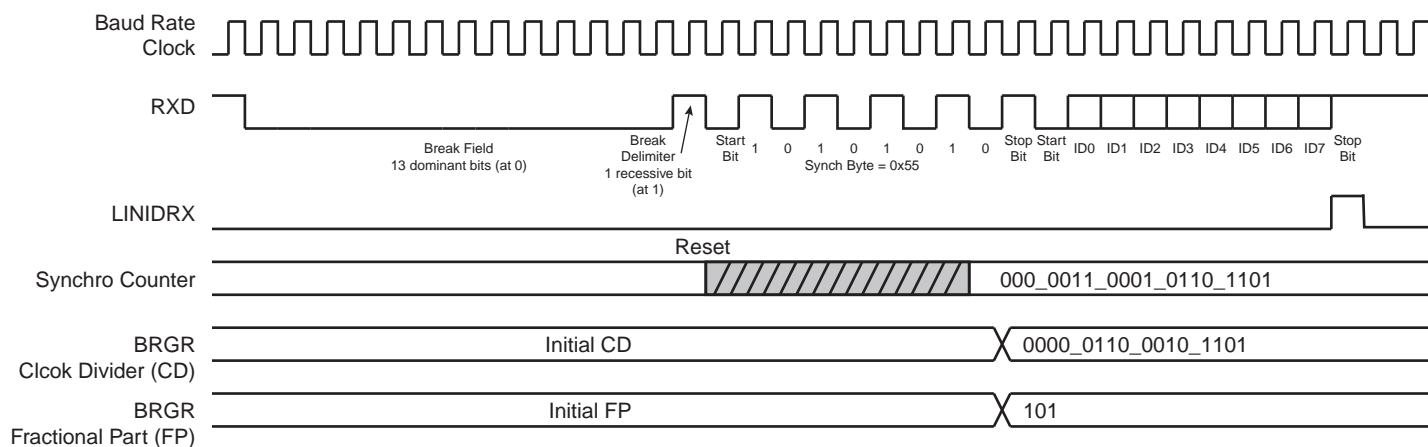 Baud Rate
Clock
RXD
Break Field
13 dominant bits (at 0)
Break
Delimiter
1 recessive bit
(at 1)
Start
Bit
1 0 1 0 1 0 1 0
Synch Byte = 0x55
Stop
Bit
Start
Bit
ID0 ID1 ID2 ID3 ID4 ID5 ID6 ID7
Stop
Bit
LINIDRX
Reset
Synchro Counter
000_0011_0001_0110_1101
BRGR
Clcok Divider (CD)
Initial CD
0000_0110_0010_1101
BRGR
Fractional Part (FP)
Initial FP
101